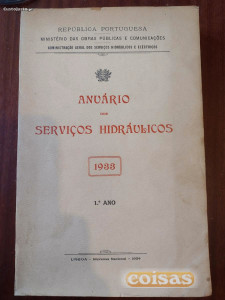 REPÚBLICA PORTUGUESA
MINISTÉRIO DAS OBRAS PÚBLICAS E COMUNICAÇÕES
ADMINISTRAÇÃO GERAL DOS SERVIÇOS HIDRÁULICOS E ELÉCTRICOS
ANUÁRIO
DOS
SERVIÇOS HIDRÁULICOS
1933
1.º ANO
LISBOA
coisas